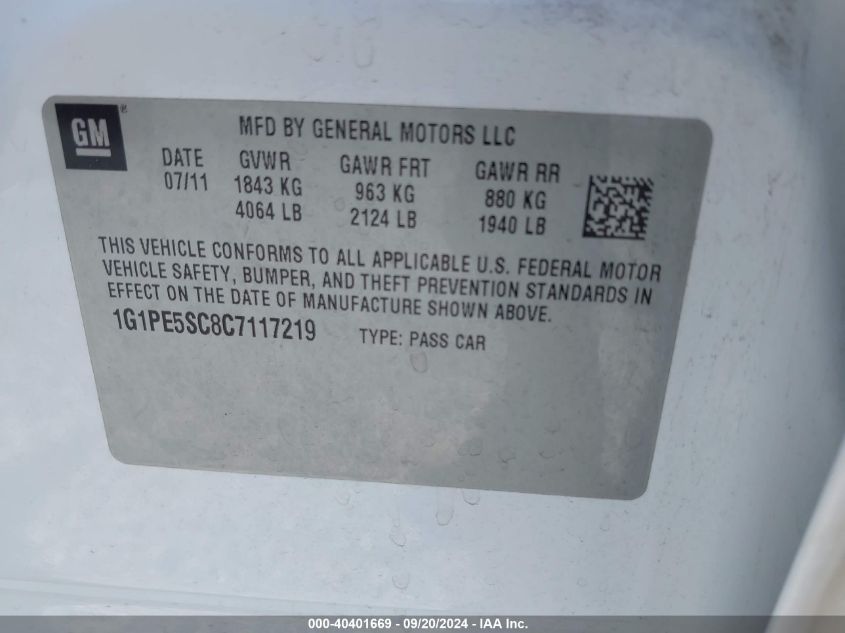 GM®
MFD BY GENERAL MOTORS LLC
DATE GVWR GAWR FRT GAWR RR
07/11 1843 KG 963 KG 880 KG
4064 LB 2124 LB 1940 LB
THIS VEHICLE CONFORMS TO ALL APPLICABLE U.S. FEDERAL MOTOR
VEHICLE SAFETY, BUMPER, AND THEFT PREVENTION STANDARDS IN
EFFECT ON THE DATE OF MANUFACTURE SHOWN ABOVE.
1G1PE5SC8C7117219 TYPE: PASS CAR
000-40401669 - 09/20/2024 - IAA Inc.